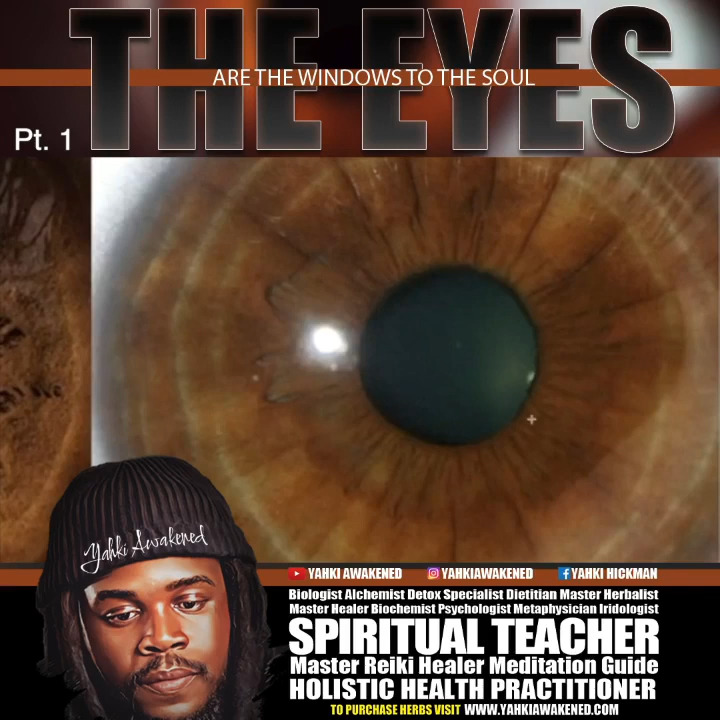 THE EYES
ARE THE WINDOWS TO THE SOUL
Pt. 1
Yahki Awakened
YAHKI AWAKENED YAHKIAWAKENED YAHKI HICKMAN
Biologist Alchemist Detox Specialist Dietitian Master Herbalist
Master Healer Biochemist Psychologist Metaphysician Iridologist
SPIRITUAL TEACHER
Master Reiki Healer Meditation Guide
HOLISTIC HEALTH PRACTITIONER
TO PURCHASE HERBS VISIT WWW.YAHKIAWAKENED.COM